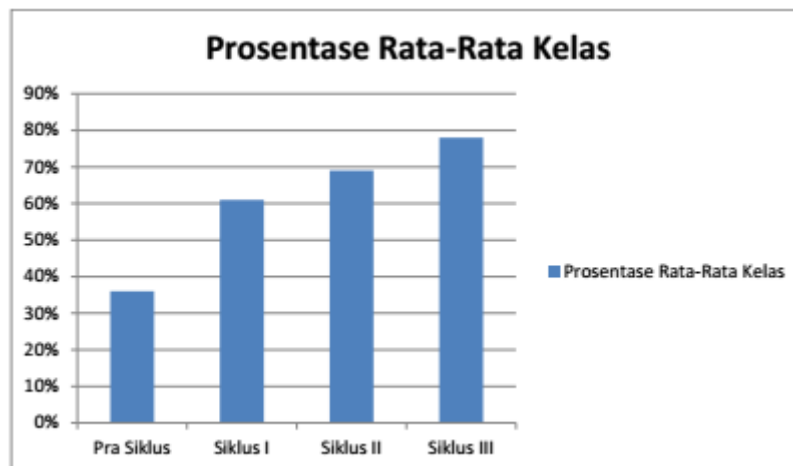 Prosentase Rata-Rata Kelas
90%
80%
70%
60%
50%
40%
30%
20%
10%
0%
Pra Siklus
Siklus I
Siklus II
Siklus III
Prosentase Rata-Rata Kelas